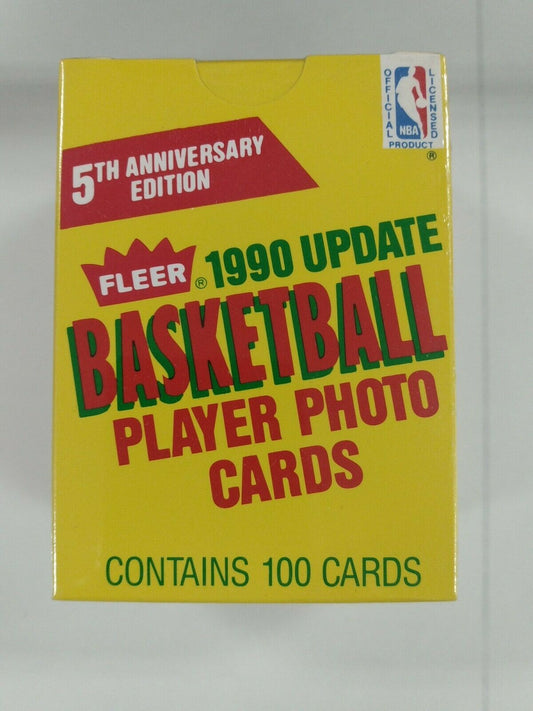 OFFICIAL
LICENSED
NBA
PRODUCT
®
5TH ANNIVERSARY
EDITION
FLEER® 1990 UPDATE
BASKETBALL
PLAYER PHOTO
CARDS
CONTAINS 100 CARDS